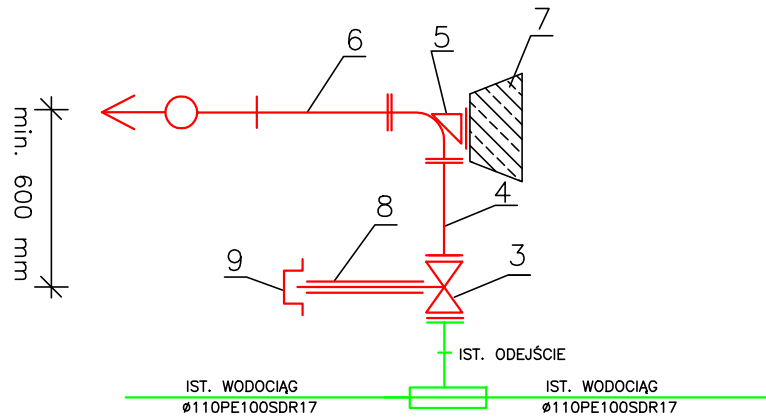 7
5
6
min. 600 mm
4
8
3
9
IST. ODEJŚCIE
IST. WODOCIĄG
ø110PE100SDR17
IST. WODOCIĄG
ø110PE100SDR17